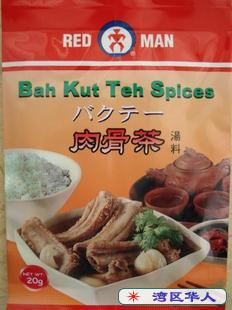 RED MAN
Bah Kut Teh Spices
バクテー
肉骨茶 湯料
NET WT:
20g
湾区华人